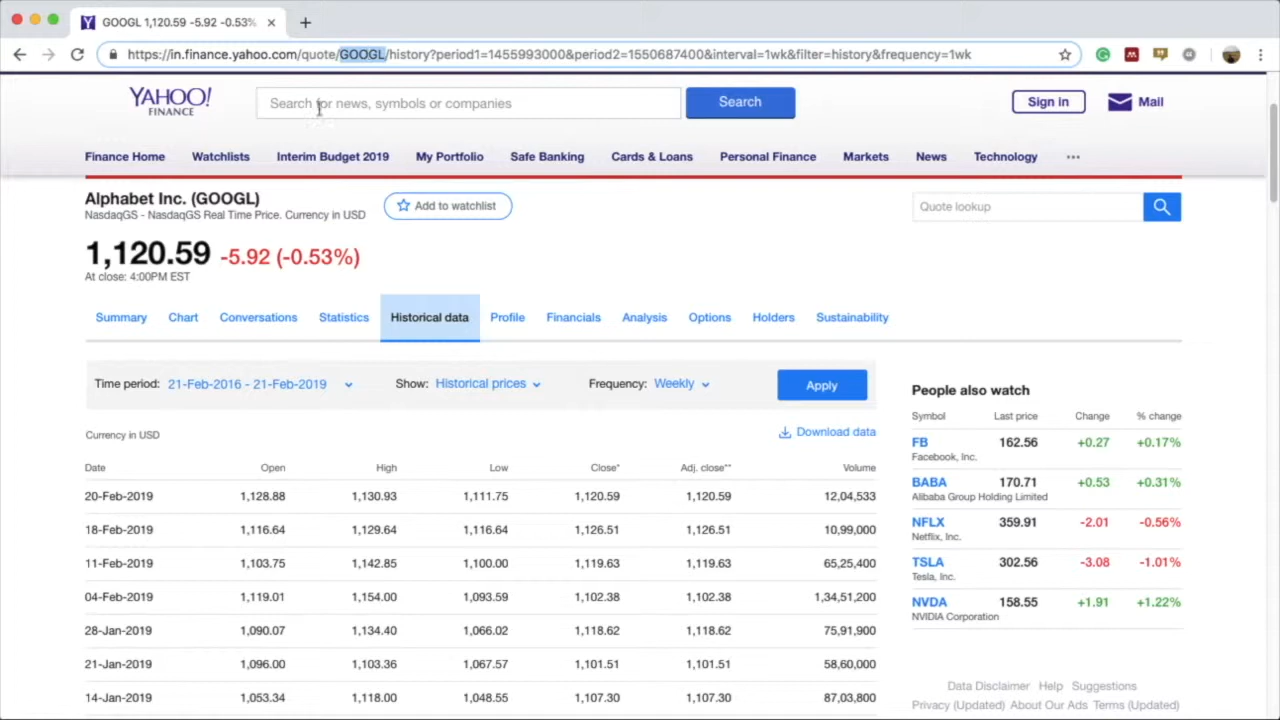 GOOGL 1,120.59 -5.92 -0.53%
https://in.finance.yahoo.com/quote/GOOGL/history?period1=1455993000&period2=1550687400&interval=1wk&filter=history&frequency=1wk
YAHOO!
FINANCE
Search for news, symbols or companies
Search
Sign in
Mail
Finance Home Watchlists Interim Budget 2019 My Portfolio Safe Banking Cards & Loans Personal Finance Markets News Technology ...
Alphabet Inc. (GOOGL)
NasdaqGS - NasdaqGS Real Time Price. Currency in USD
Add to watchlist
Quote lookup
1,120.59 -5.92 (-0.53%)
At close: 4:00PM EST
Summary Chart Conversations Statistics Historical data Profile Financials Analysis Options Holders Sustainability
Time period: 21-Feb-2016 - 21-Feb-2019 Show: Historical prices Frequency: Weekly Apply
Currency in USD
Download data
Date Open High Low Close* Adj. close** Volume
20-Feb-2019 1,128.88 1,130.93 1,111.75 1,120.59 1,120.59 12,04,533
18-Feb-2019 1,116.64 1,129.64 1,116.64 1,126.51 1,126.51 10,99,000
11-Feb-2019 1,103.75 1,142.85 1,100.00 1,119.63 1,119.63 65,25,400
04-Feb-2019 1,119.01 1,154.00 1,093.59 1,102.38 1,102.38 1,34,51,200
28-Jan-2019 1,090.07 1,134.40 1,066.02 1,118.62 1,118.62 75,91,900
21-Jan-2019 1,096.00 1,103.36 1,067.57 1,101.51 1,101.51 58,60,000
14-Jan-2019 1,053.34 1,118.00 1,048.55 1,107.30 1,107.30 87,03,800
People also watch
Symbol Last price Change % change
FB 162.56 +0.27 +0.17%
Facebook, Inc.
BABA 170.71 +0.53 +0.31%
Alibaba Group Holding Limited
NFLX 359.91 -2.01 -0.56%
Netflix, Inc.
TSLA 302.56 -3.08 -1.01%
Tesla, Inc.
NVDA 158.55 +1.91 +1.22%
NVIDIA Corporation
Data Disclaimer Help Suggestions
Privacy (Updated) About Our Ads Terms (Updated)